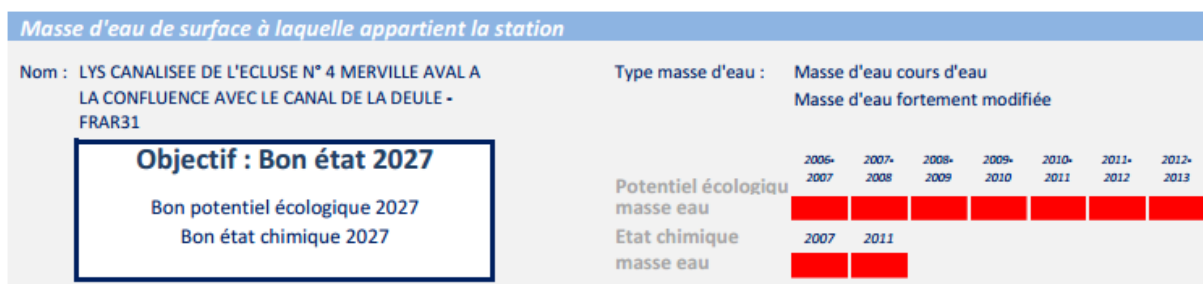 Masse d'eau de surface à laquelle appartient la station
Nom : LYS CANALISEE DE L'ECLUSE N° 4 MERVILLE AVAL A
LA CONFLUENCE AVEC LE CANAL DE LA DEULE -
FRAR31
Type masse d'eau : Masse d'eau cours d'eau
Masse d'eau fortement modifiée
Objectif : Bon état 2027
Bon potentiel écologique 2027
Bon état chimique 2027
2006- 2007- 2008- 2009- 2010- 2011- 2012-
2007 2008 2009 2010 2011 2012 2013
Potentiel écologiqu
masse eau
Etat chimique 2007 2011
masse eau